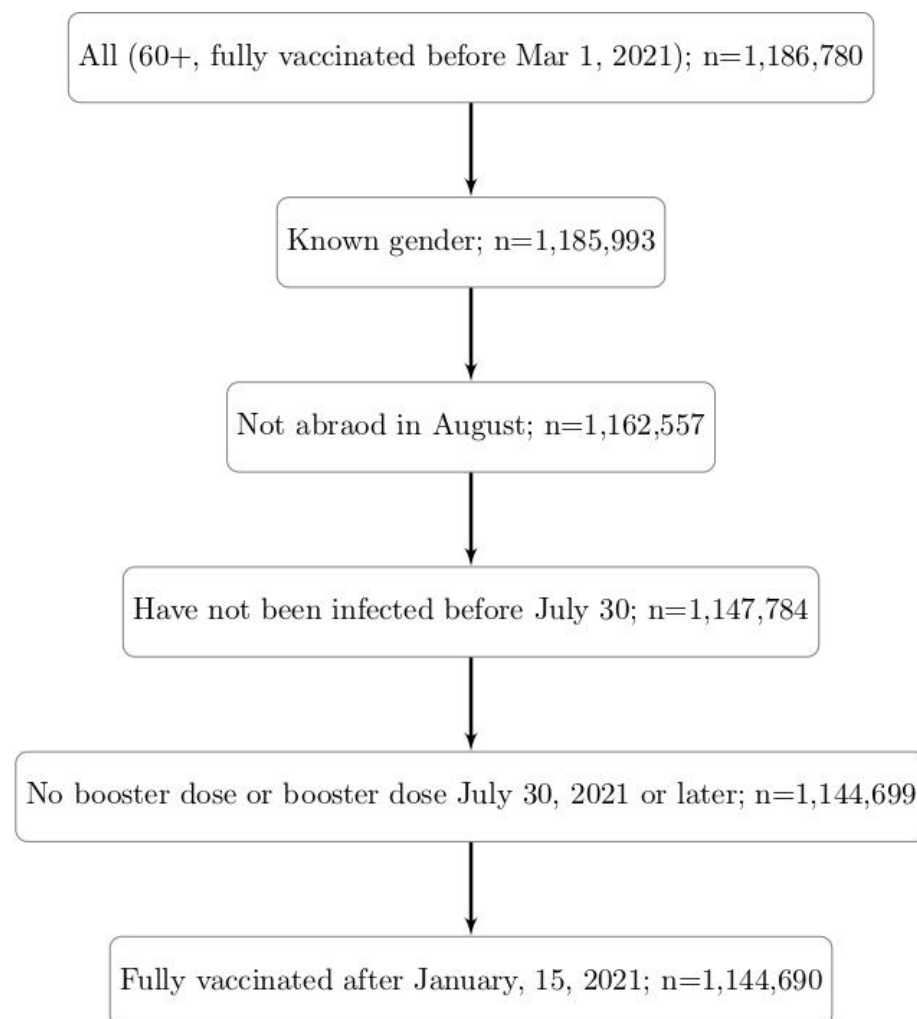 All (60+, fully vaccinated before Mar 1, 2021); n=1,186,780
Known gender; n=1,185,993
Not abraod in August; n=1,162,557
Have not been infected before July 30; n=1,147,784
No booster dose or booster dose July 30, 2021 or later; n=1,144,699
Fully vaccinated after January, 15, 2021; n=1,144,690